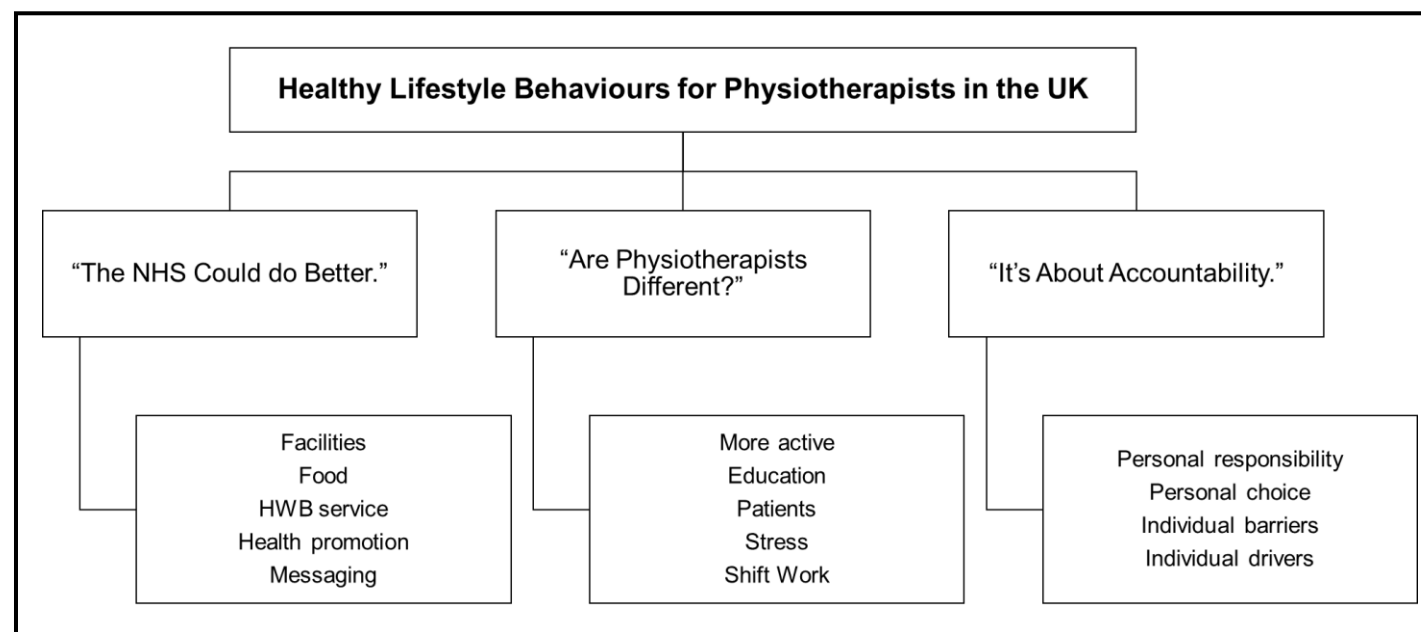 Healthy Lifestyle Behaviours for Physiotherapists in the UK
“The NHS Could do Better.”
“Are Physiotherapists
Different?”
“It’s About Accountability.”
Facilities
Food
HWB service
Health promotion
Messaging
More active
Education
Patients
Stress
Shift Work
Personal responsibility
Personal choice
Individual barriers
Individual drivers